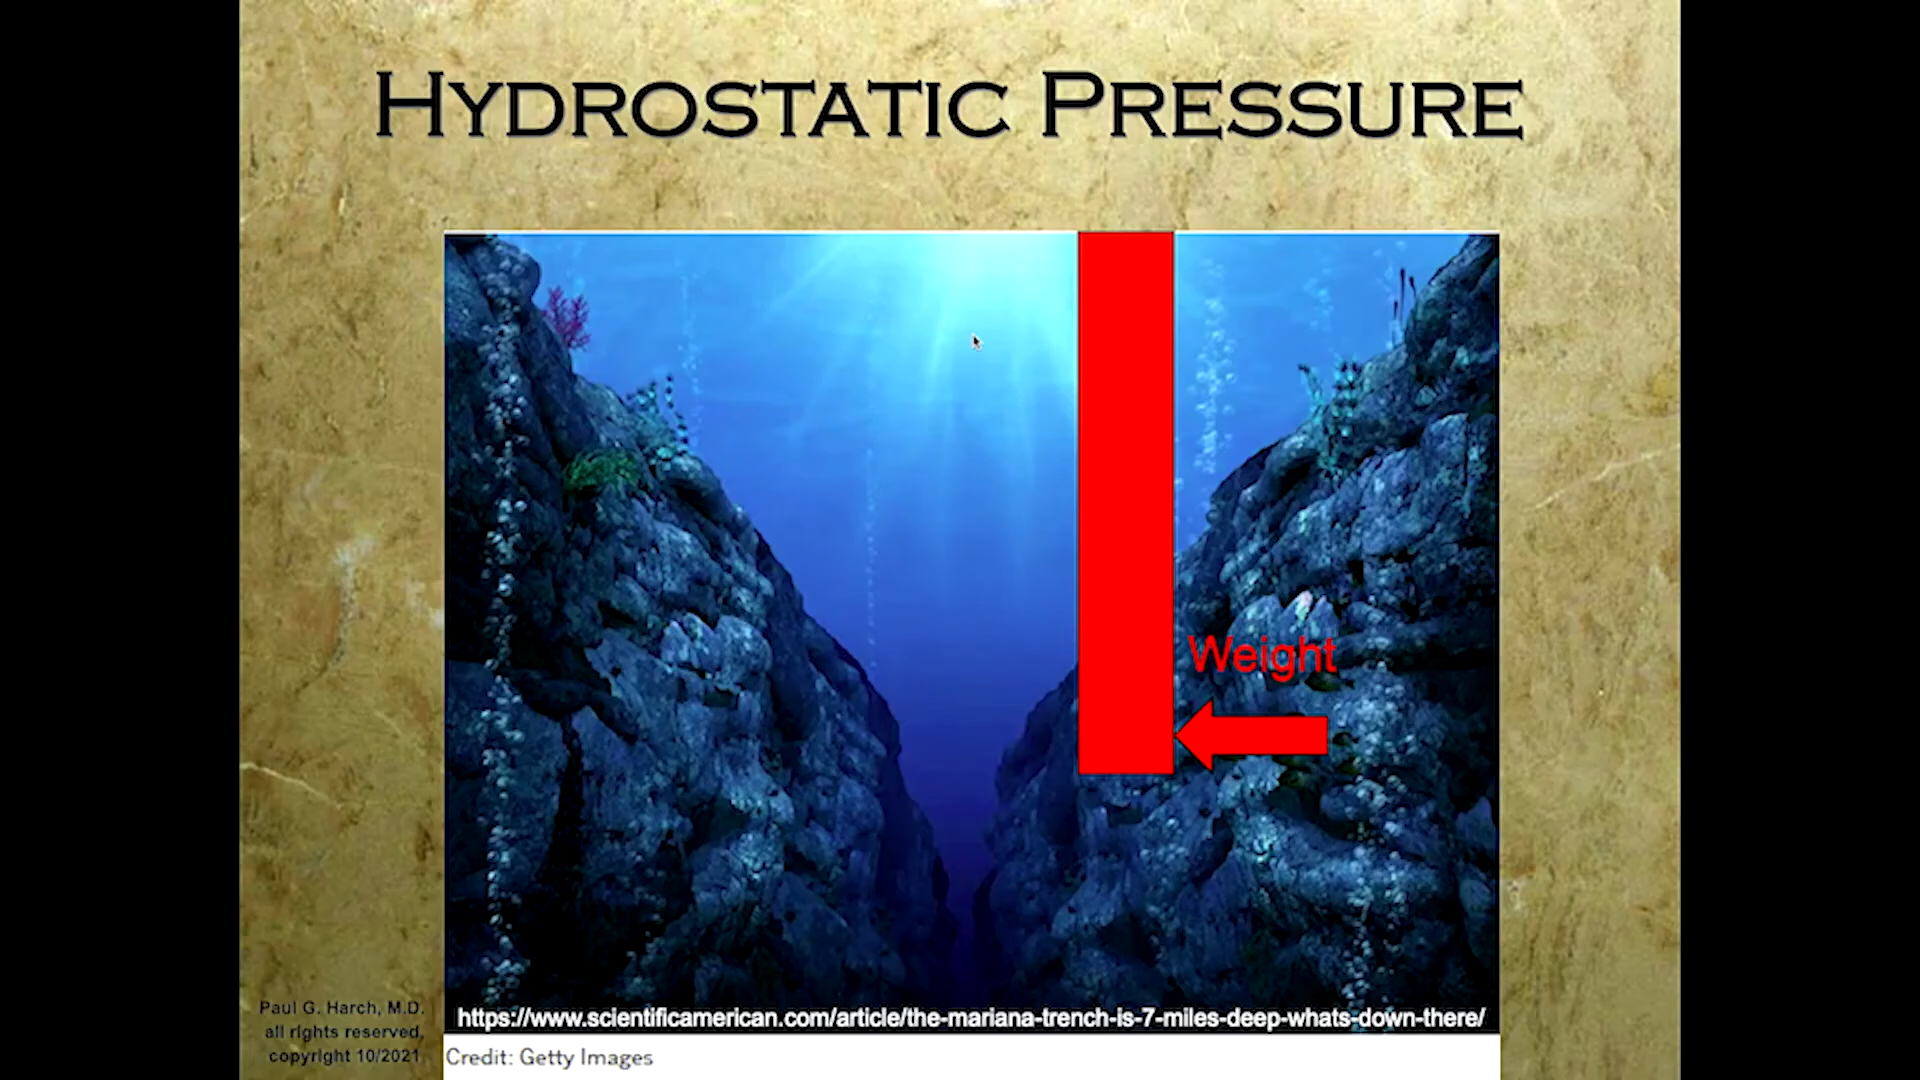 HYDROSTATIC PRESSURE
Weight
https://www.scientificamerican.com/article/the-mariana-trench-is-7-miles-deep-whats-down-there/
Credit: Getty Images
Paul G. Harch, M.D.
all rights reserved,
copyright 10/2021